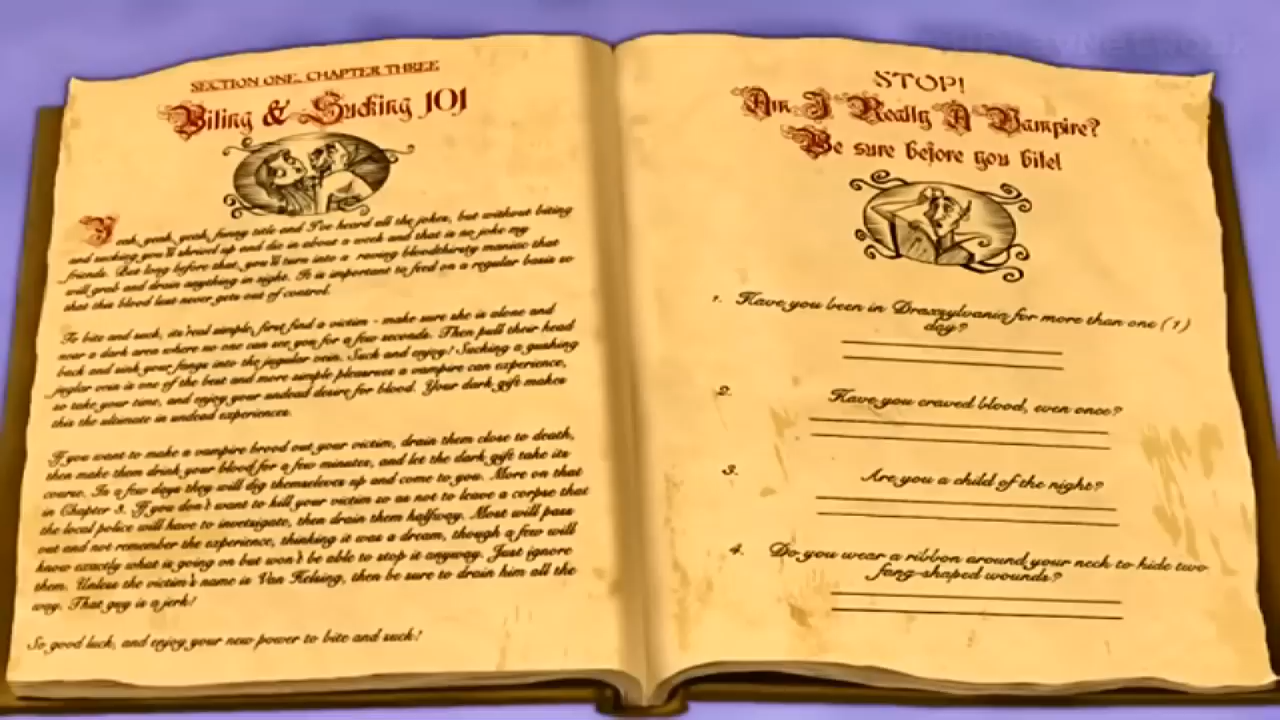 SECTION ONE, CHAPTER THREE
Biting & Sucking 101
Yeah, yeah, yeah, funny title and I've heard all the jokes, but without biting
and sucking you'll shrivel up and die in about a week and that is no joke my
friends. But long before that, you'll turn into a raving bloodthirsty maniac that
will grab and drain anything in sight. It is important to feed on a regular basis so
that this blood lust never gets out of control.
To bite and suck, its'real simple, first find a victim - make sure she is alone and
near a dark area where no one can see you for a few seconds. Then pull their head
back and sink your fangs into the jugular vein. Suck and enjoy! Sucking a gushing
juglar vein is one of the best and more simple pleasures a vampire can experience,
so take your time, and enjoy your undead desire for blood. Your dark gift makes
this the ultimate in undead experiences.
If you want to make a vampire brood out your victim, drain them close to death,
then make them drink your blood for a few minutes, and let the dark gift take its
course. In a few days they will dig themselves up and come to you. More on that
in Chapter 3. If you don't want to kill your victim so as not to leave a corpse that
the local police will have to invetsigate, then drain them halfway. Most will pass
out and not remember the experience, thinking it was a dream, though a few will
know exactly what is going on but won't be able to stop it anyway. Just ignore
them. Unless the victim's name is Van Helsing, then be sure to drain him all the
way. That guy is a jerk!
So good luck, and enjoy your new power to bite and suck!
STOP!
Am I Really A Vampire?
Be sure before you bite!
1. Have you been in Draxsylvania for more than one (1)
day?
2. Have you craved blood, even once?
3. Are you a child of the night?
4. Do you wear a ribbon around your neck to hide two
fang-shaped wounds?